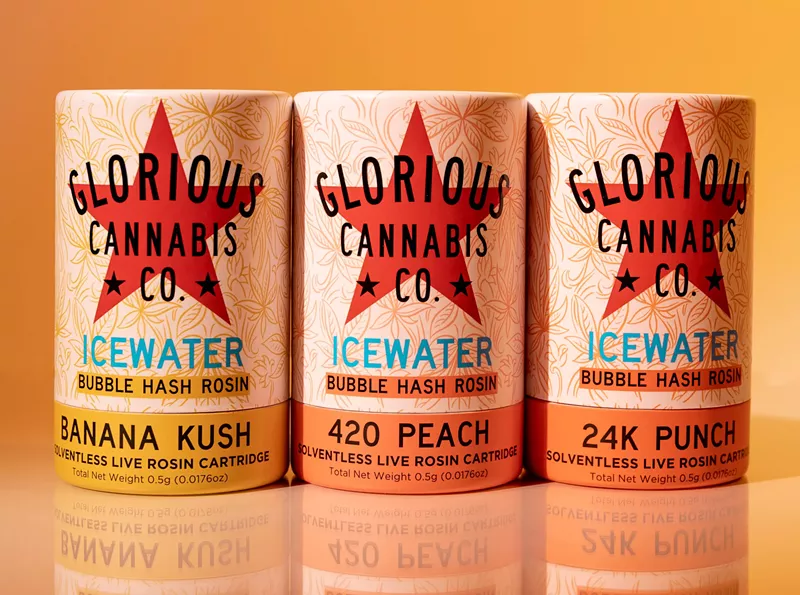 GLORIOUS
CANNABIS
★ CO. ★
ICEWATER
BUBBLE HASH ROSIN
BANANA KUSH
SOLVENTLESS LIVE ROSIN CARTRIDGE
Total Net Weight 0.5g (0.0176oz)
GLORIOUS
CANNABIS
★ CO. ★
ICEWATER
BUBBLE HASH ROSIN
420 PEACH
SOLVENTLESS LIVE ROSIN CARTRIDGE
Total Net Weight 0.5g (0.0176oz)
GLORIOUS
CANNABIS
★ CO. ★
ICEWATER
BUBBLE HASH ROSIN
24K PUNCH
SOLVENTLESS LIVE ROSIN CARTRIDGE
Total Net Weight 0.5g (0.0176oz)